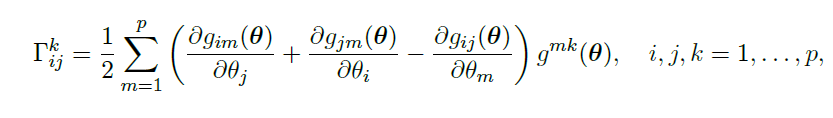 $$\Gamma_{ij}^{k} = \frac{1}{2} \sum_{m=1}^{p} \left( \frac{\partial g_{im}(\boldsymbol{\theta})}{\partial \theta_j} + \frac{\partial g_{jm}(\boldsymbol{\theta})}{\partial \theta_i} - \frac{\partial g_{ij}(\boldsymbol{\theta})}{\partial \theta_m} \right) g^{mk}(\boldsymbol{\theta}), \quad i, j, k = 1, \ldots, p,$$